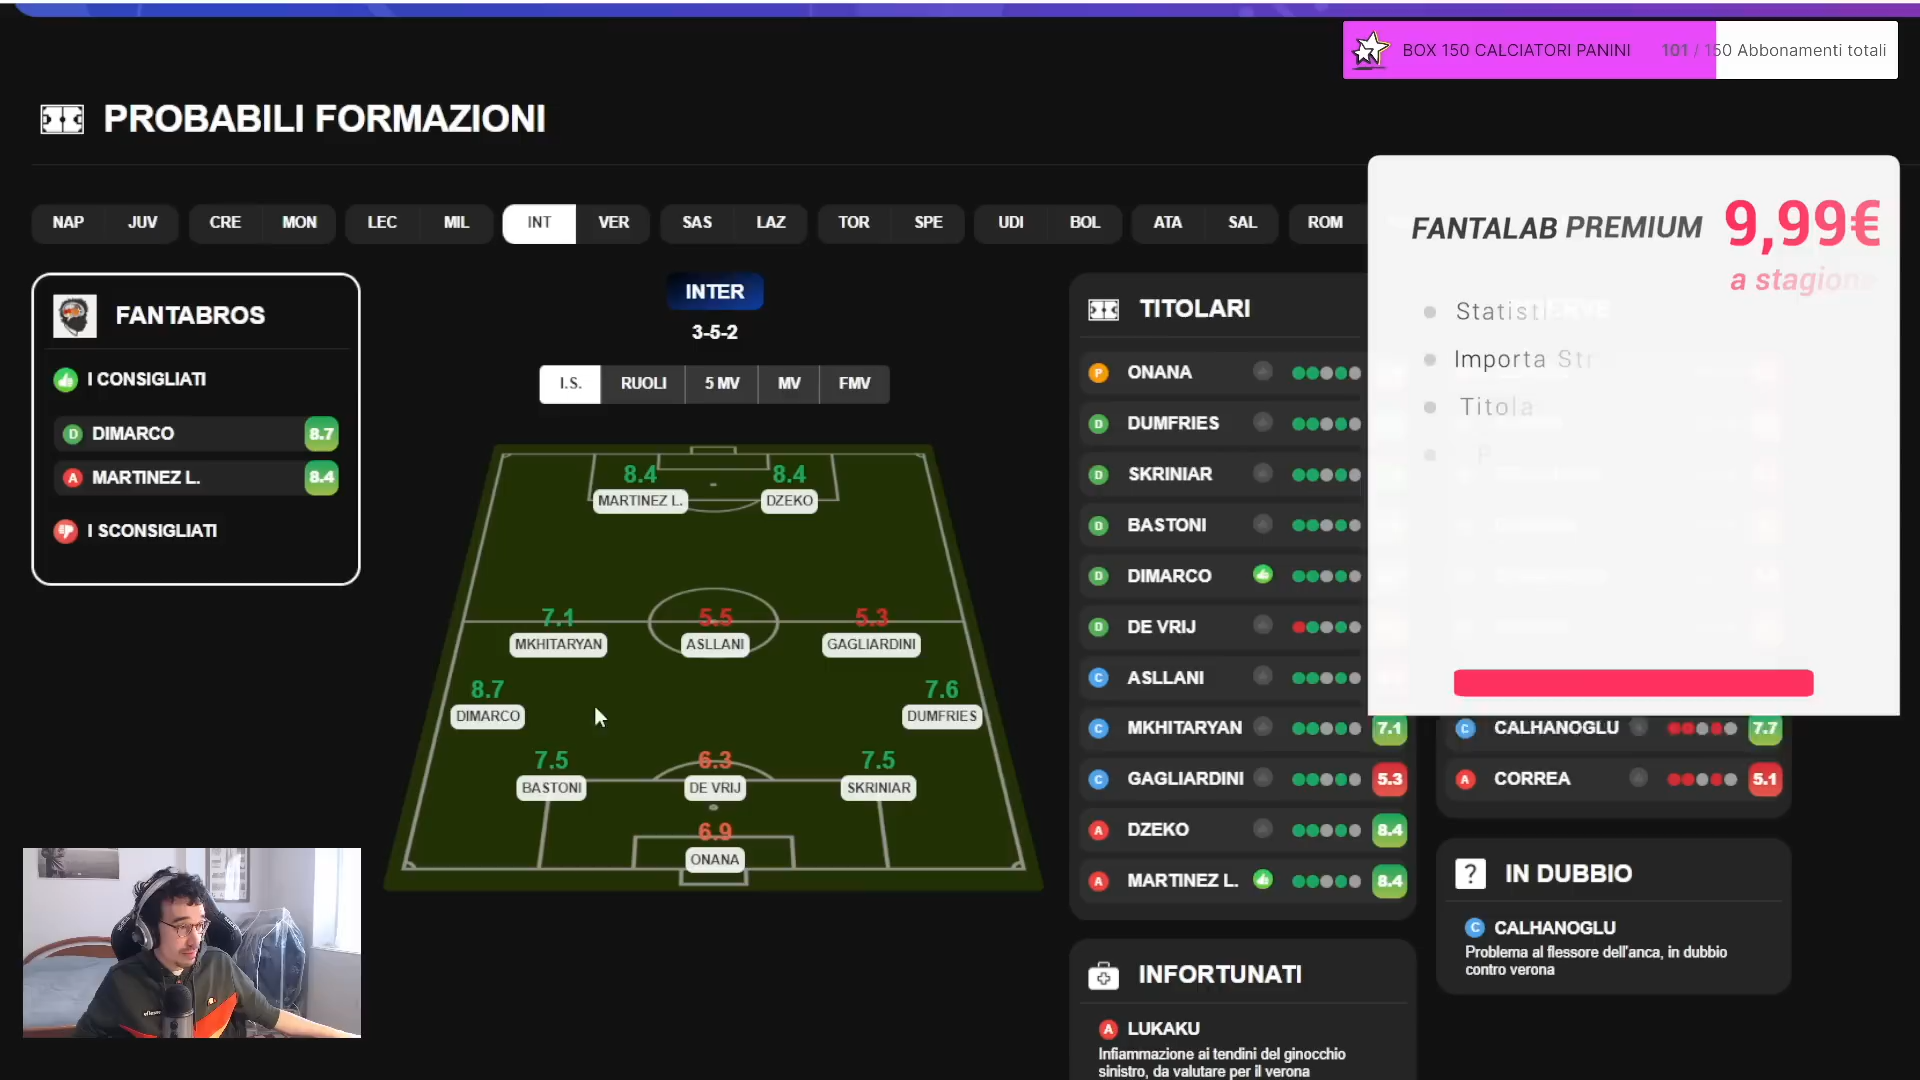 BOX 150 CALCIATORI PANINI 101 / 150 Abbonamenti totali
PROBABILI FORMAZIONI
NAP JUV CRE MON LEC MIL INT VER SAS LAZ TOR SPE UDI BOL ATA SAL ROM
FANTALAB PREMIUM 9,99€
a stagione
Statisti
Importa St
Titola
P
FANTABROS
I CONSIGLIATI
D DIMARCO 8.7
A MARTINEZ L. 8.4
I SCONSIGLIATI
INTER
3-5-2
I.S. RUOLI 5 MV MV FMV
8.4 8.4
MARTINEZ L. DZEKO
7.1 5.5 5.3
MKHITARYAN ASLLANI GAGLIARDINI
8.7 7.6
DIMARCO DUMFRIES
7.5 6.3 7.5
BASTONI DE VRIJ SKRINIAR
6.9
ONANA
TITOLARI
P ONANA
D DUMFRIES
D SKRINIAR
D BASTONI
D DIMARCO
D DE VRIJ
C ASLLANI
C MKHITARYAN 7.1
C GAGLIARDINI 5.3
A DZEKO 8.4
A MARTINEZ L. 8.4
C CALHANOGLU 7.7
A CORREA 5.1
? IN DUBBIO
C CALHANOGLU
Problema al flessore dell'anca, in dubbio
contro verona
INFORTUNATI
A LUKAKU
Infiammazione ai tendini del ginocchio
sinistro, da valutare per il verona